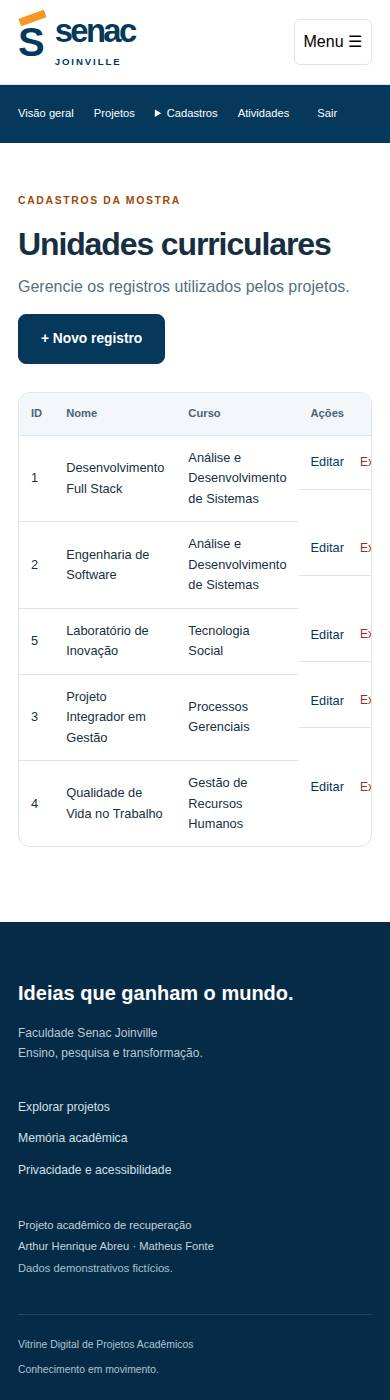 senac
JOINVILLE
Menu ☰
Visão geral Projetos ▶ Cadastros Atividades Sair
CADASTROS DA MOSTRA
Unidades curriculares
Gerencie os registros utilizados pelos projetos.
+ Novo registro
ID Nome Curso Ações
1 Desenvolvimento Full Stack Análise e Desenvolvimento de Sistemas Editar Ex
2 Engenharia de Software Análise e Desenvolvimento de Sistemas Editar Ex
5 Laboratório de Inovação Tecnologia Social Editar Ex
3 Projeto Integrador em Gestão Processos Gerenciais Editar Ex
4 Qualidade de Vida no Trabalho Gestão de Recursos Humanos Editar Ex
Ideias que ganham o mundo.
Faculdade Senac Joinville
Ensino, pesquisa e transformação.
Explorar projetos
Memória acadêmica
Privacidade e acessibilidade
Projeto acadêmico de recuperação
Arthur Henrique Abreu · Matheus Fonte
Dados demonstrativos fictícios.
Vitrine Digital de Projetos Acadêmicos
Conhecimento em movimento.